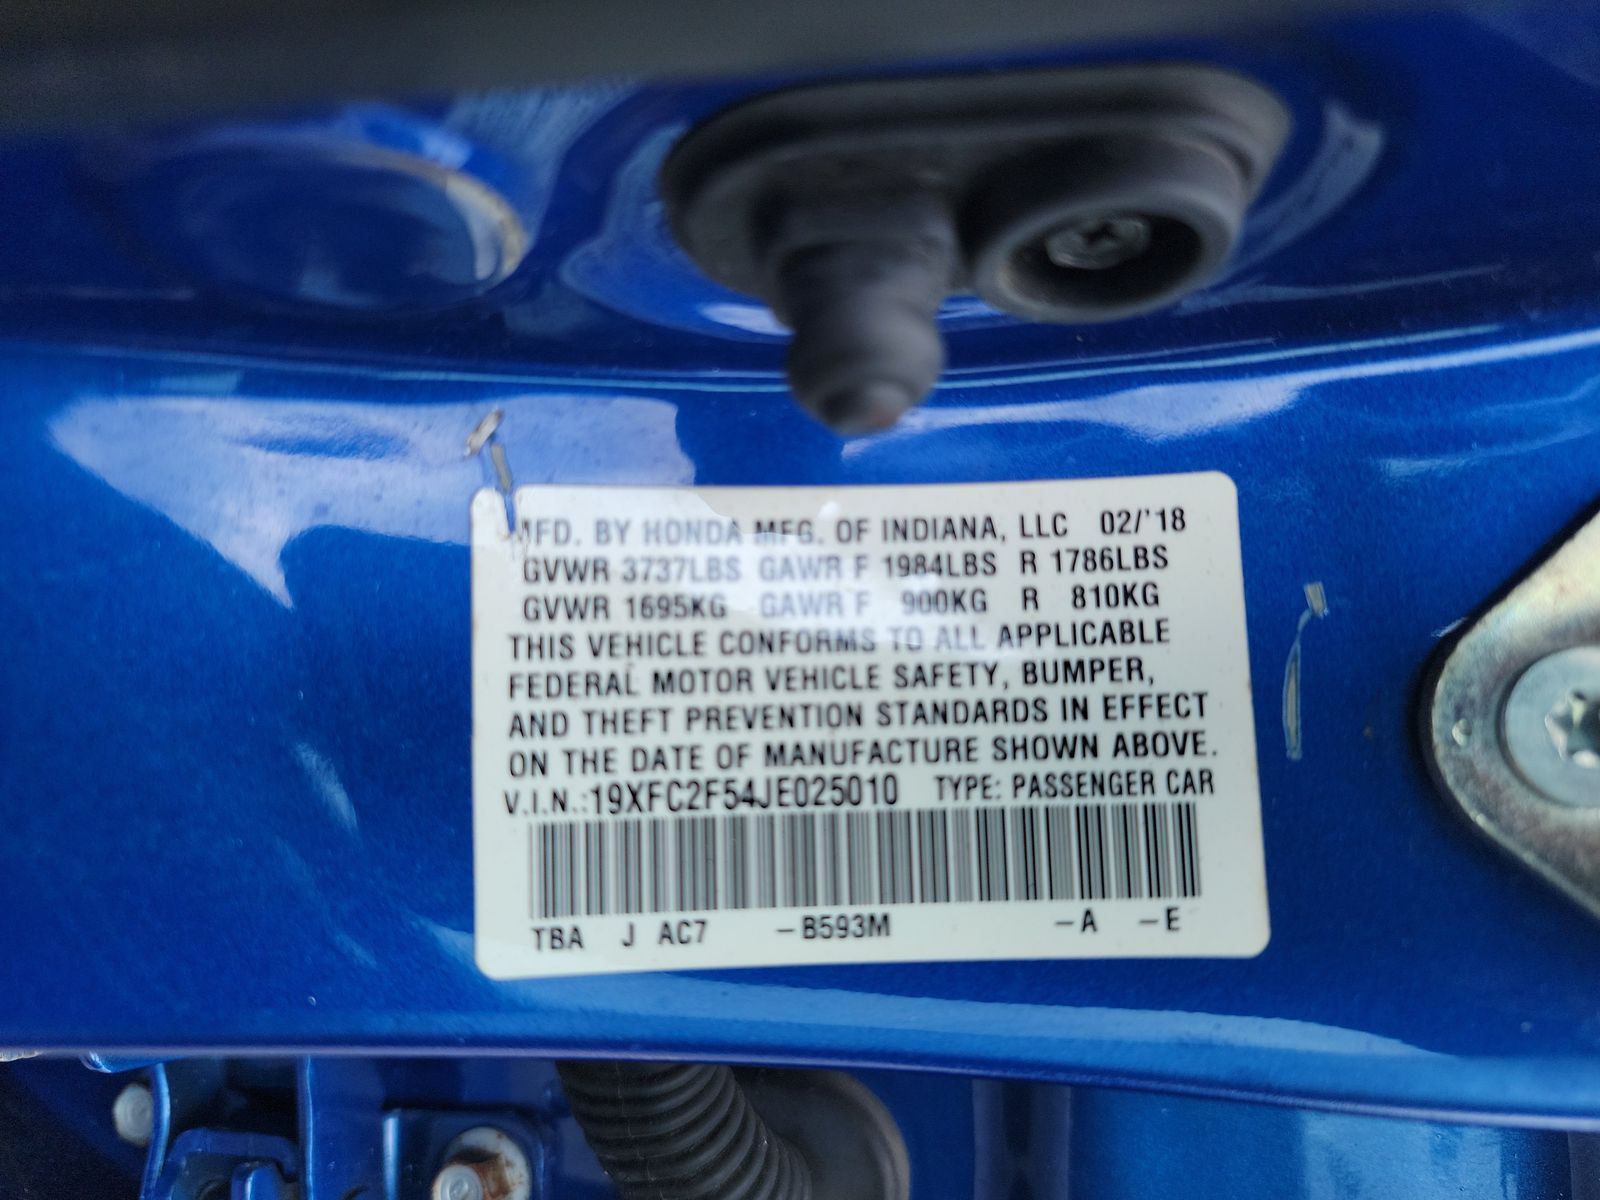 MFD. BY HONDA MFG. OF INDIANA, LLC 02/'18
GVWR 3737LBS GAWR F 1984LBS R 1786LBS
GVWR 1695KG GAWR F 900KG R 810KG
THIS VEHICLE CONFORMS TO ALL APPLICABLE
FEDERAL MOTOR VEHICLE SAFETY, BUMPER,
AND THEFT PREVENTION STANDARDS IN EFFECT
ON THE DATE OF MANUFACTURE SHOWN ABOVE.
V.I.N.:19XFC2F54JE025010 TYPE: PASSENGER CAR
TBA J AC7 -B593M -A -E